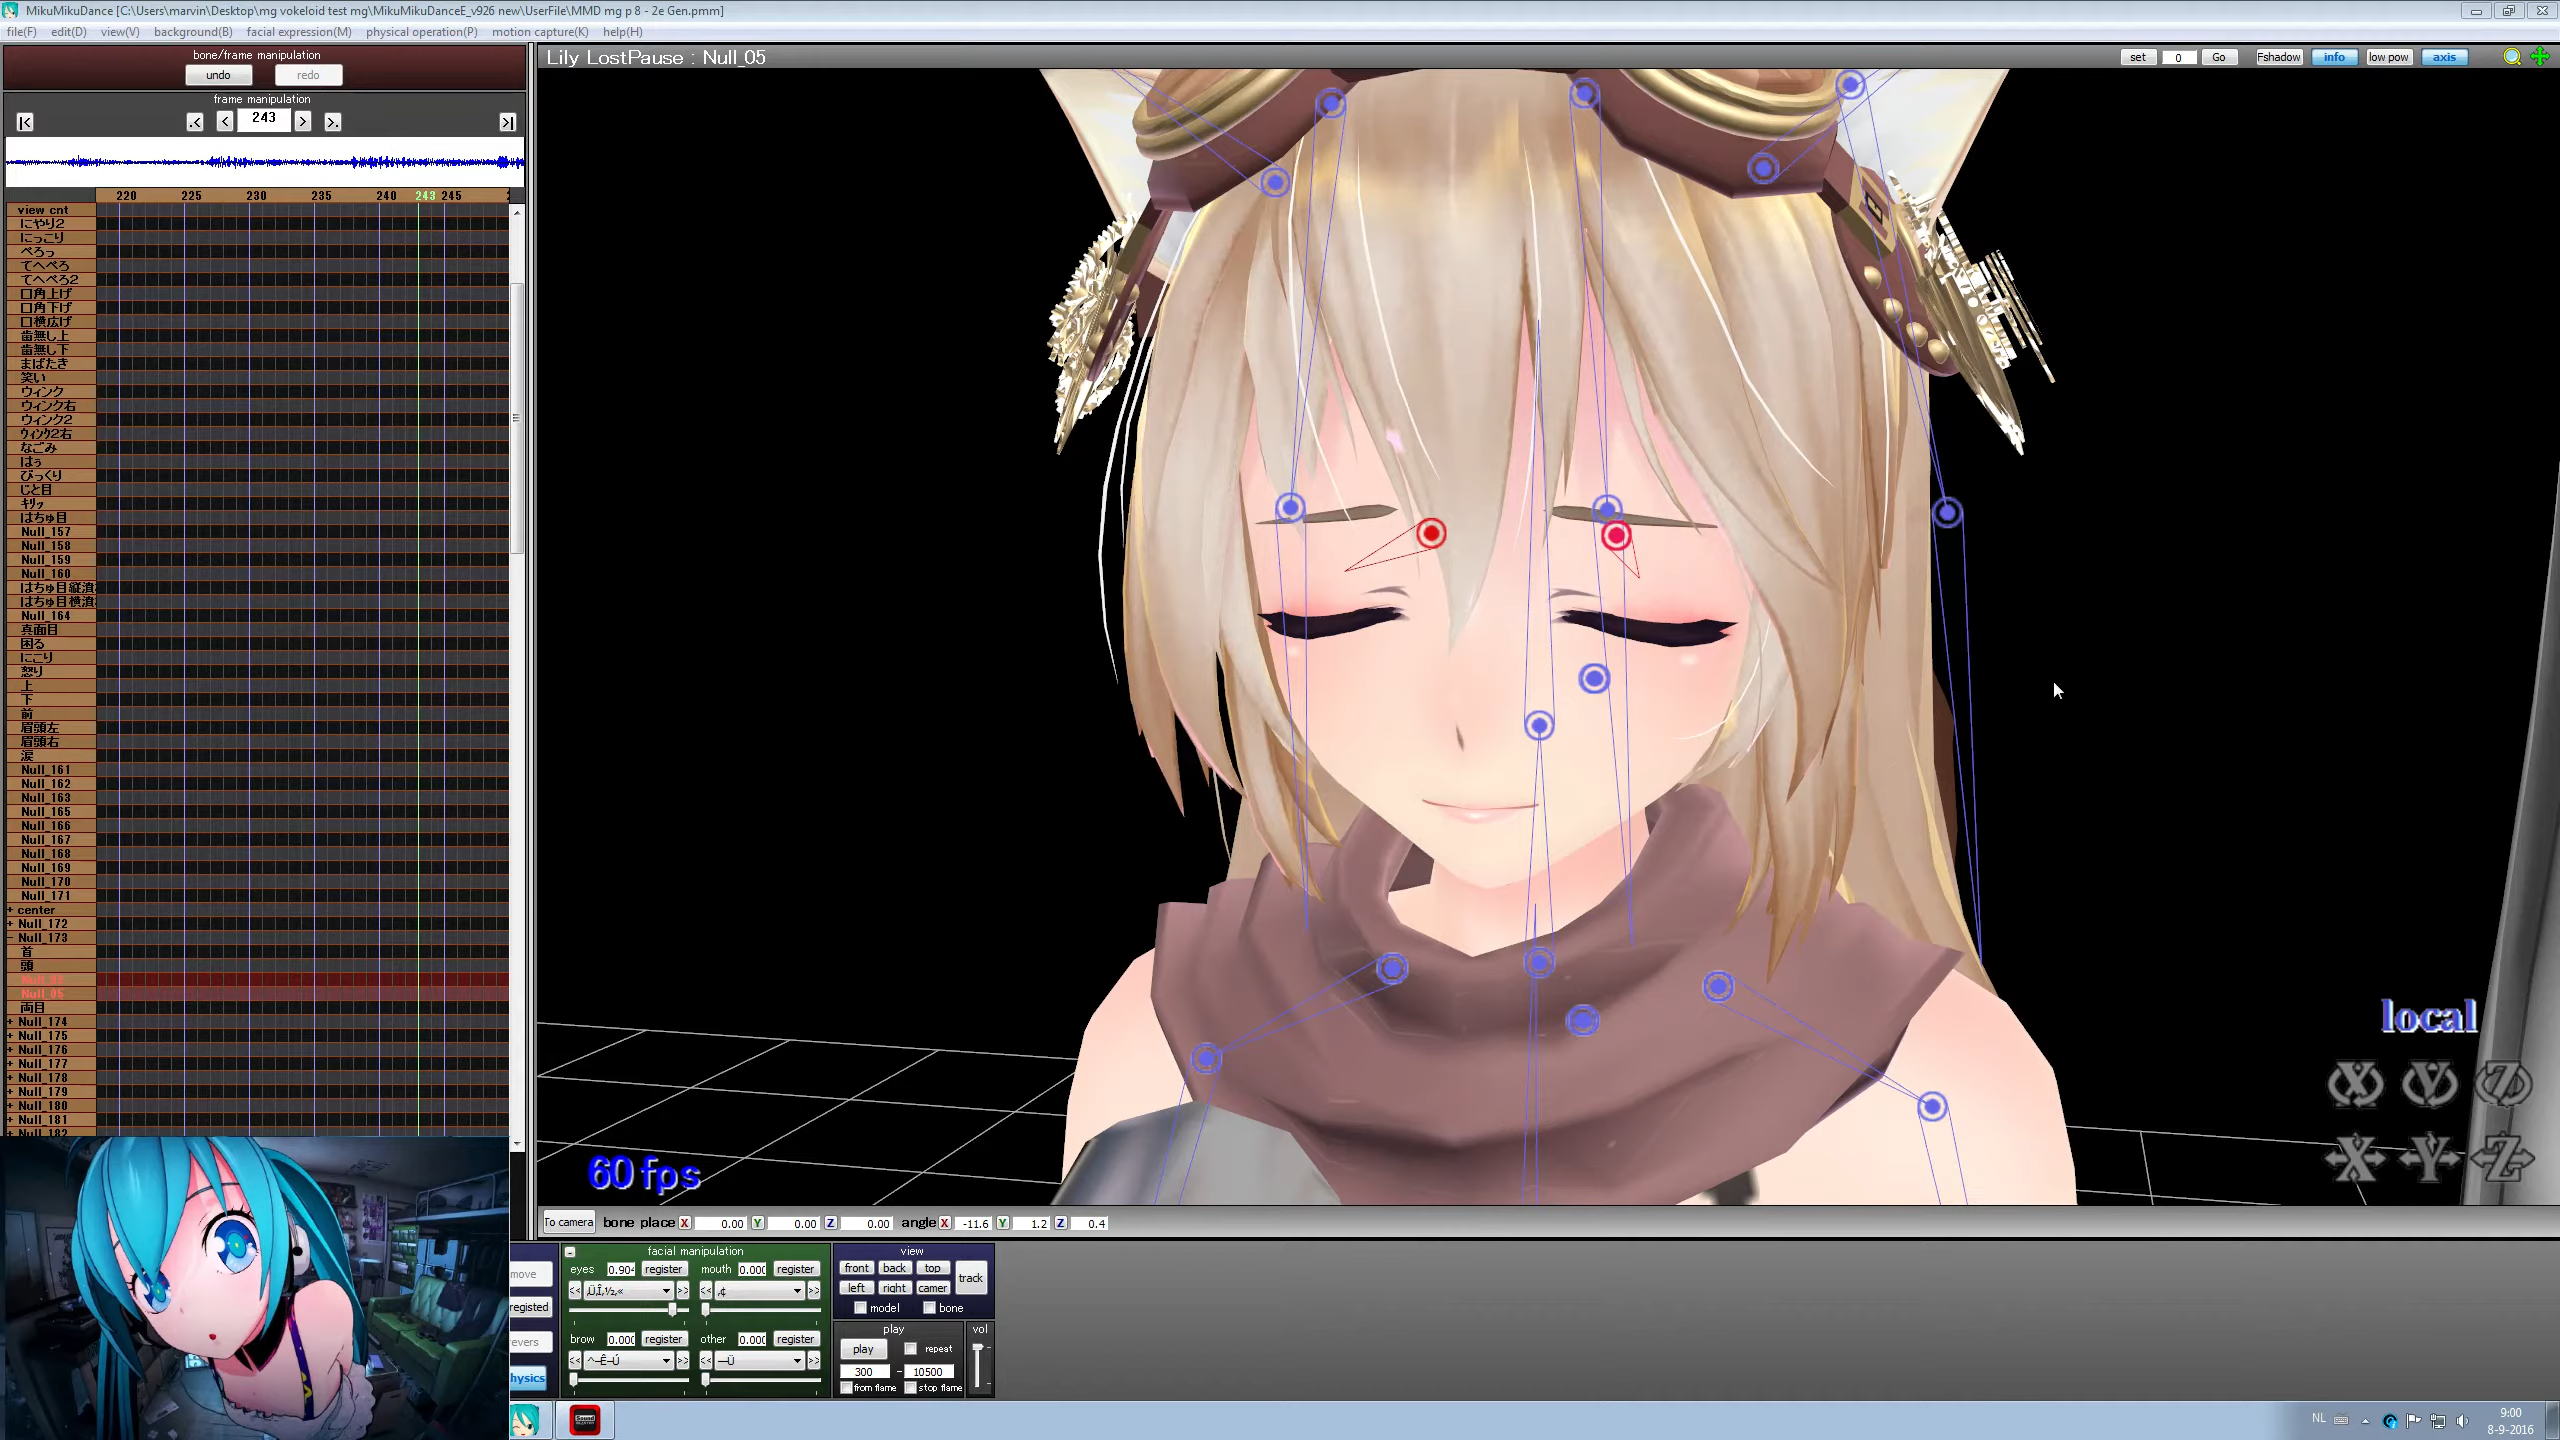 MikuMikuDance [C:\Users\marvin\Desktop\mg vokeloid test mg\MikuMikuDanceE_v926 new\UserFile\MMD mg p 8 - 2e Gen.pmm]
file(F) edit(D) view(V) background(B) facial expression(M) physical operation(P) motion capture(K) help(H)
bone/frame manipulation
undo redo
frame manipulation
|< .< < 243 > >. >|
Lily LostPause : Null_05
set 0 Go Fshadow info low pow axis
220 225 230 235 240 243 245
view cnt
にやり2
にっこり
ぺろっ
てへぺろ
てへぺろ2
口角上げ
口角下げ
口横広げ
歯無し上
歯無し下
まばたき
笑い
ウィンク
ウィンク右
ウィンク2
ウィンク2右
なごみ
はぅ
びっくり
じと目
ｷﾘｯ
はちゅ目
Null_157
Null_158
Null_159
Null_160
はちゅ目縦潰
はちゅ目横潰
Null_164
真面目
困る
にこり
怒り
上
下
前
眉頭左
眉頭右
涙
Null_161
Null_162
Null_163
Null_165
Null_166
Null_167
Null_168
Null_169
Null_170
Null_171
+ center
+ Null_172
- Null_173
首
頭
Null_05
両目
+ Null_174
+ Null_175
+ Null_176
+ Null_177
+ Null_178
+ Null_179
+ Null_180
+ Null_181
+ Null_182
local
X Y Z
X Y Z
60 fps
To camera bone place X 0.00 Y 0.00 Z 0.00 angle X -11.6 Y 1.2 Z 0.4
move
registed
evers
hysics
- facial manipulation
eyes 0.904 register mouth 0.000 register
<< ‚Ü‚Î‚½‚« >> << ‚¢ >>
brow 0.000 register other 0.000 register
<< ^–Ê–Ú >> << —Ü >>
view
front back top track
left right camer
model bone
play vol
play repeat
300 - 10500
from flame stop flame
NL
9:00
8-9-2016